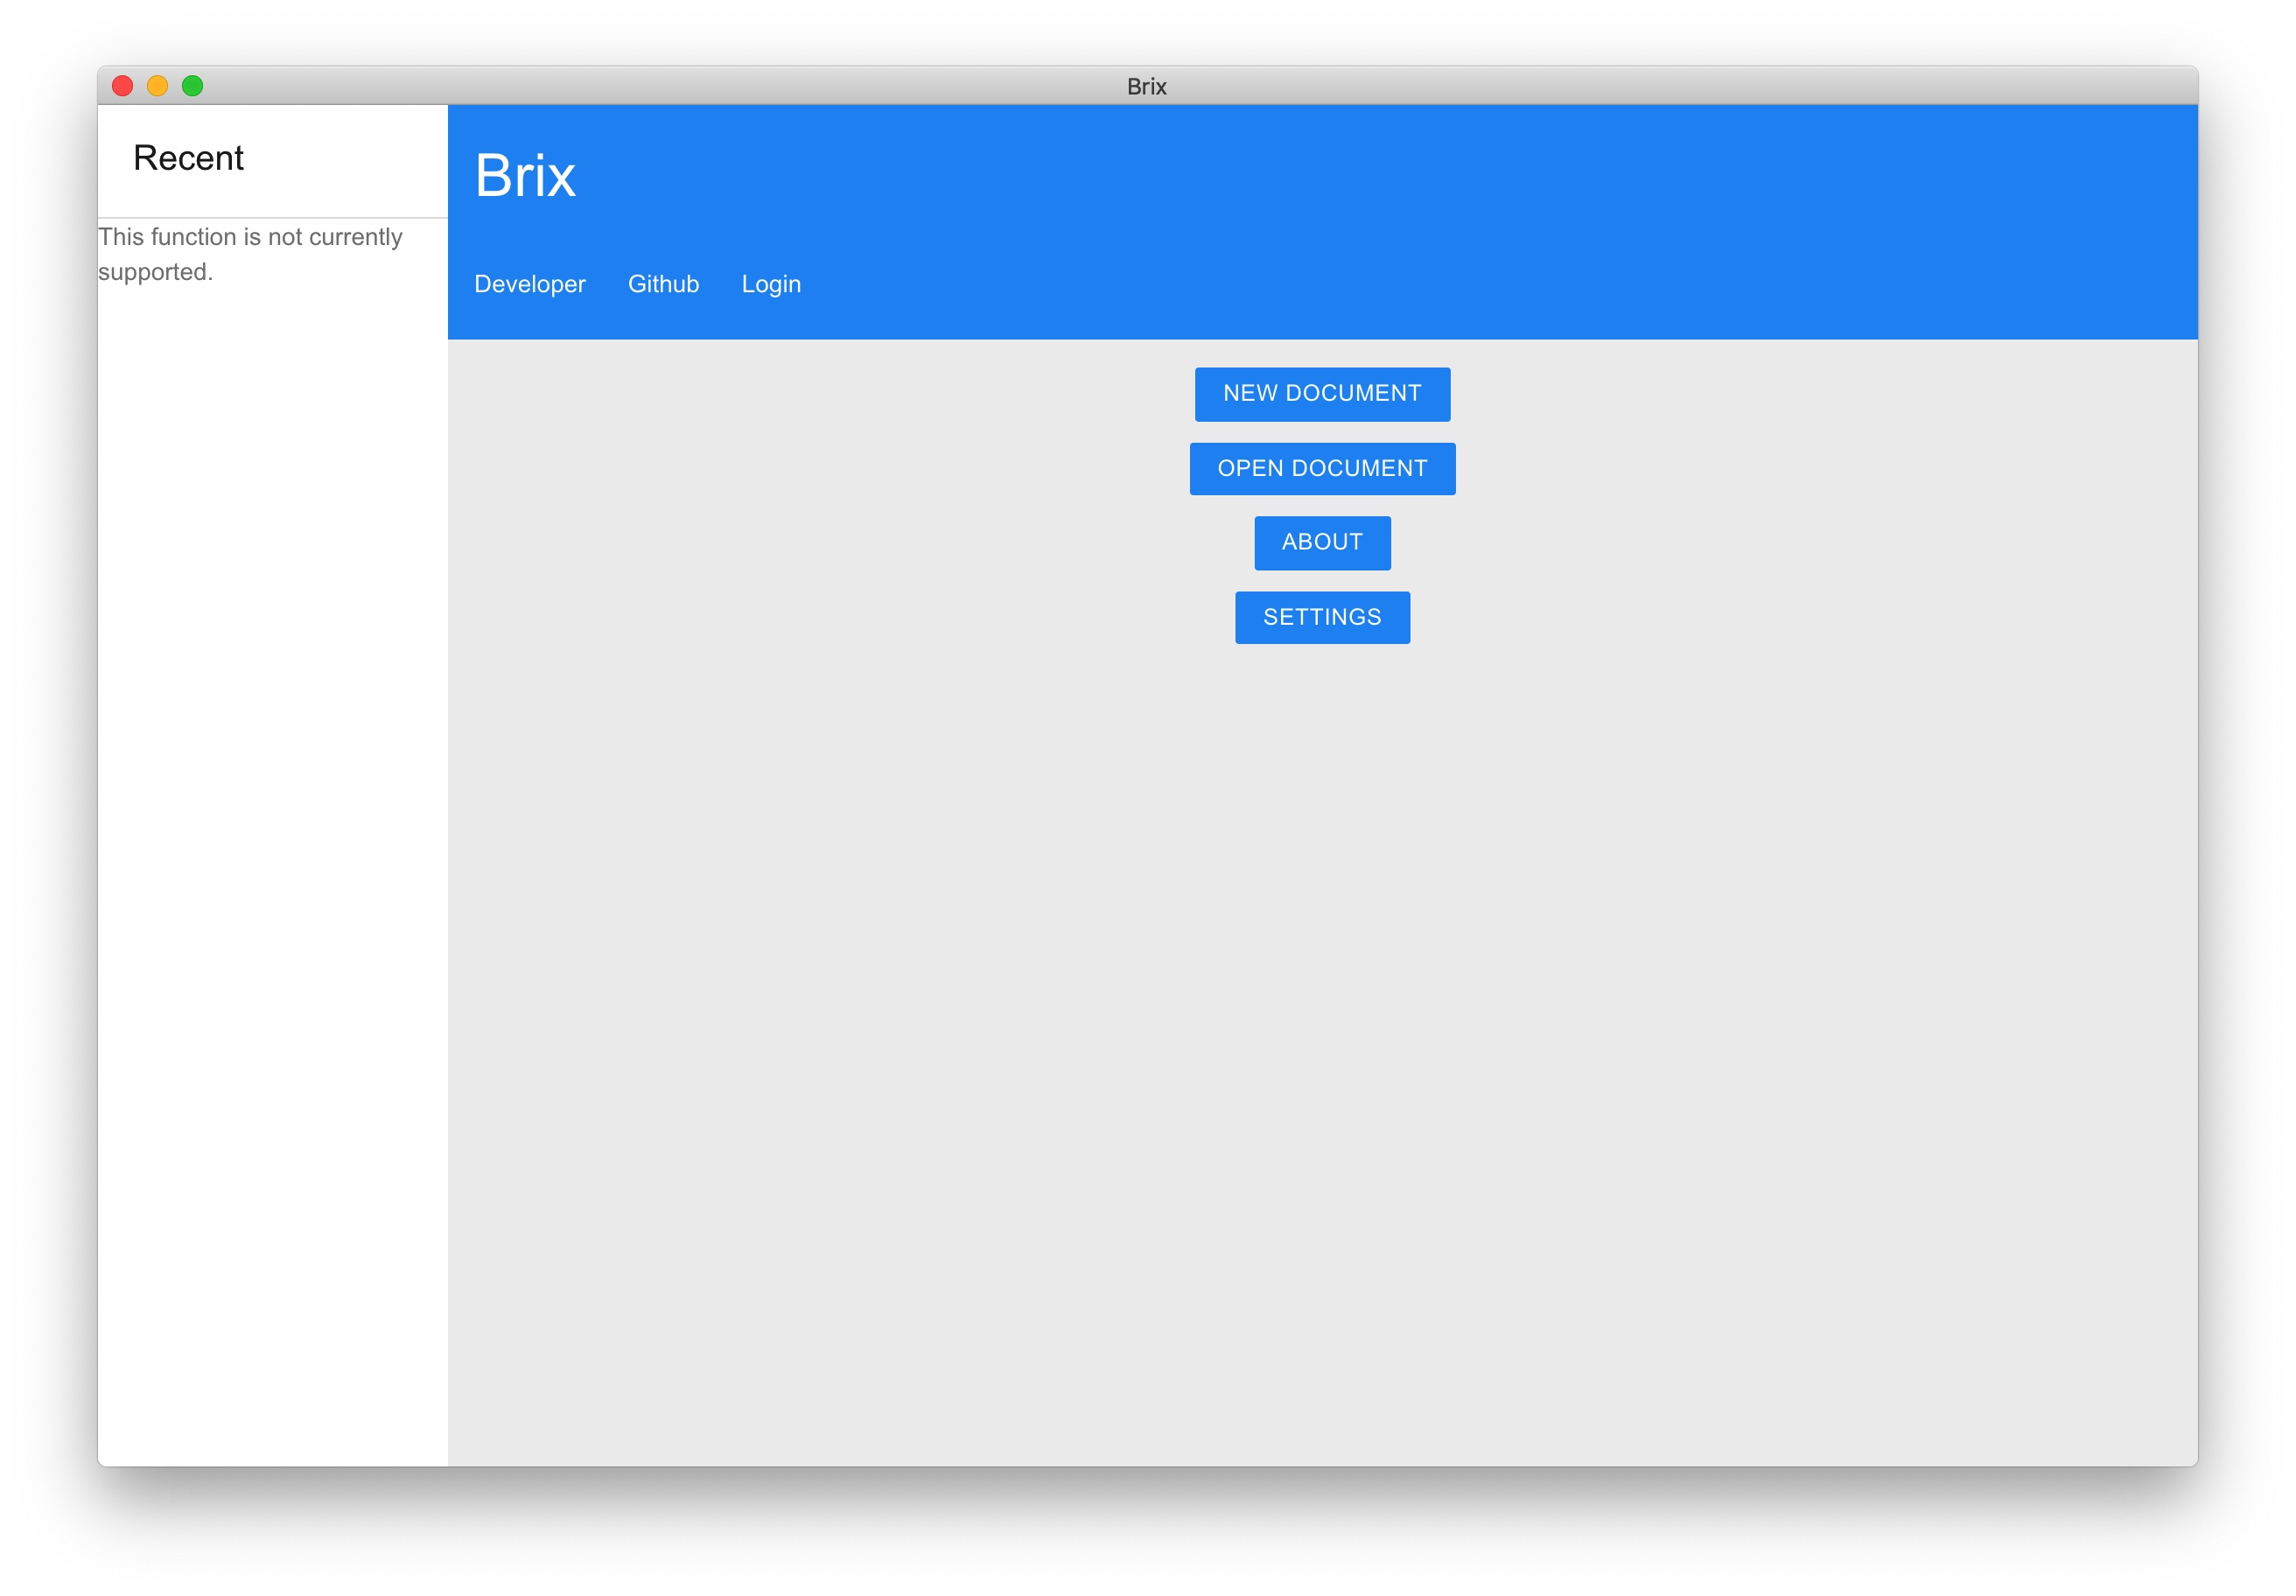 Brix
Recent
This function is not currently
supported.
Brix
Developer Github Login
NEW DOCUMENT
OPEN DOCUMENT
ABOUT
SETTINGS